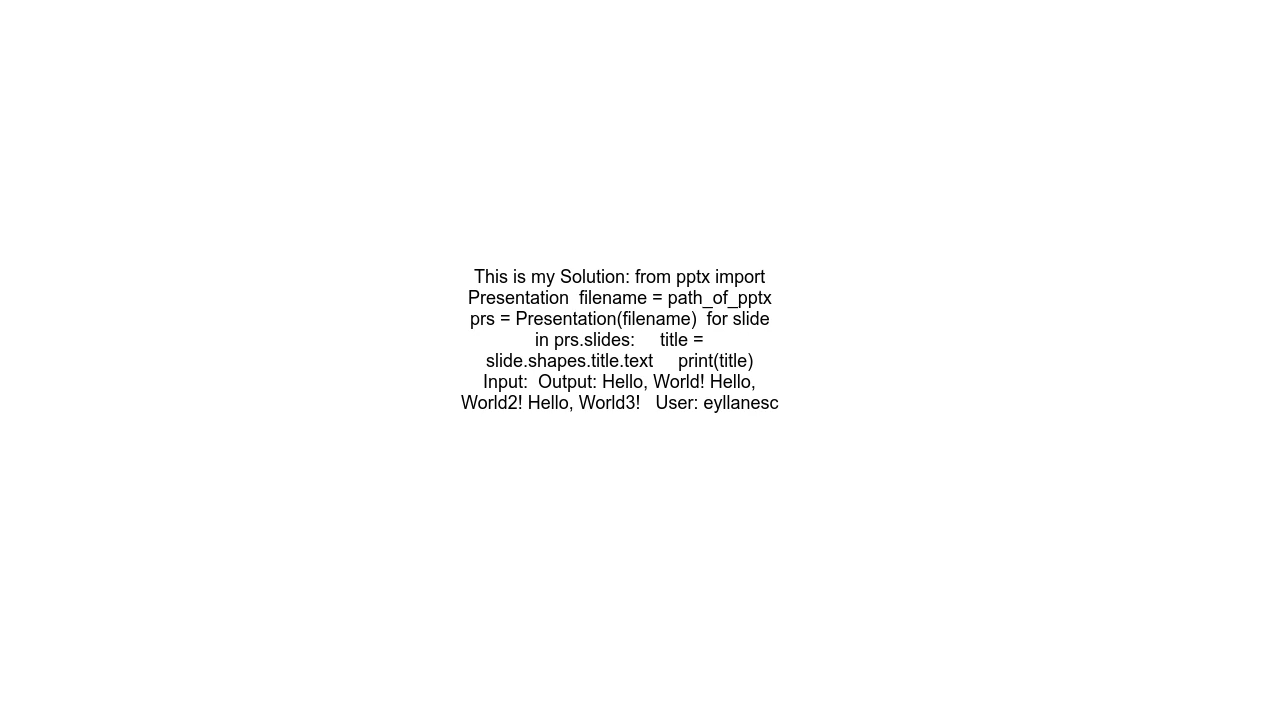 This is my Solution: from pptx import
Presentation  filename = path_of_pptx
prs = Presentation(filename)  for slide
in prs.slides:     title =
slide.shapes.title.text     print(title)
Input:  Output: Hello, World! Hello,
World2! Hello, World3!   User: eyllanesc